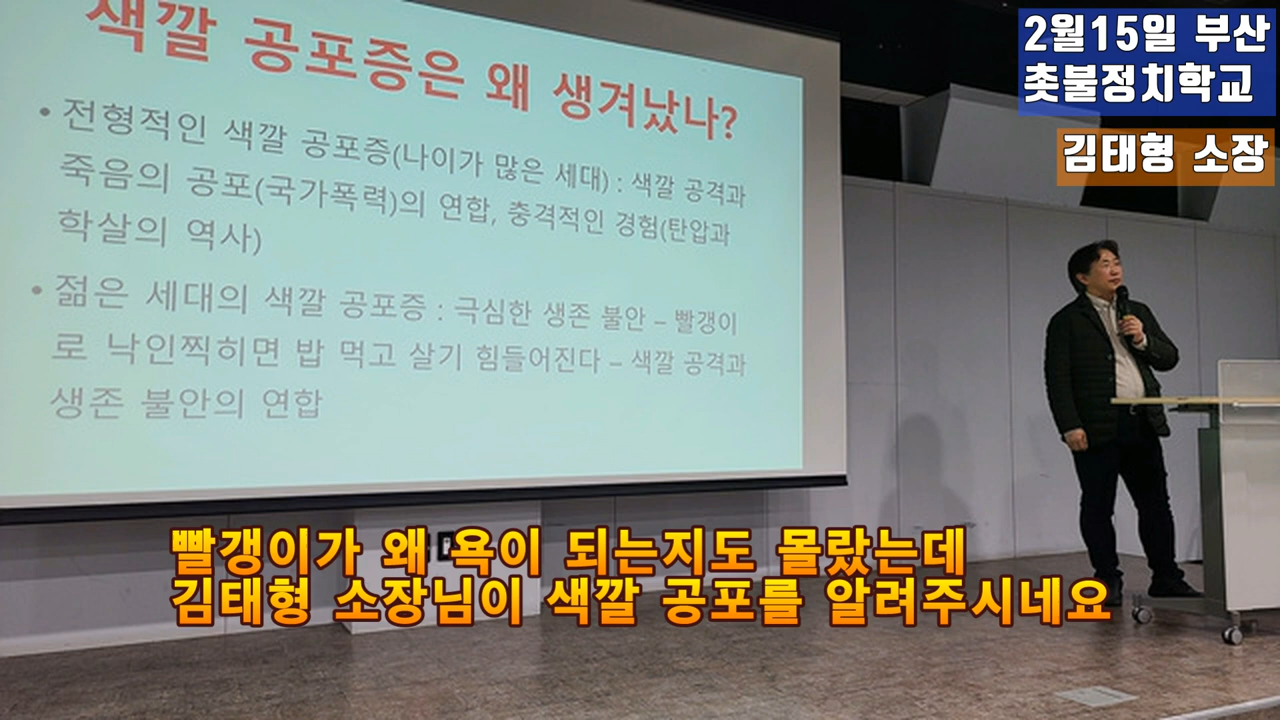 색깔 공포증은 왜 생겨났나?
• 전형적인 색깔 공포증(나이가 많은 세대) : 색깔 공격과
죽음의 공포(국가폭력)의 연합, 충격적인 경험(탄압과
학살의 역사)
• 젊은 세대의 색깔 공포증 : 극심한 생존 불안 – 빨갱이
로 낙인찍히면 밥 먹고 살기 힘들어진다 – 색깔 공격과
생존 불안의 연합
2월15일 부산
촛불정치학교
김태형 소장
빨갱이가 왜 욕이 되는지도 몰랐는데
김태형 소장님이 색깔 공포를 알려주시네요